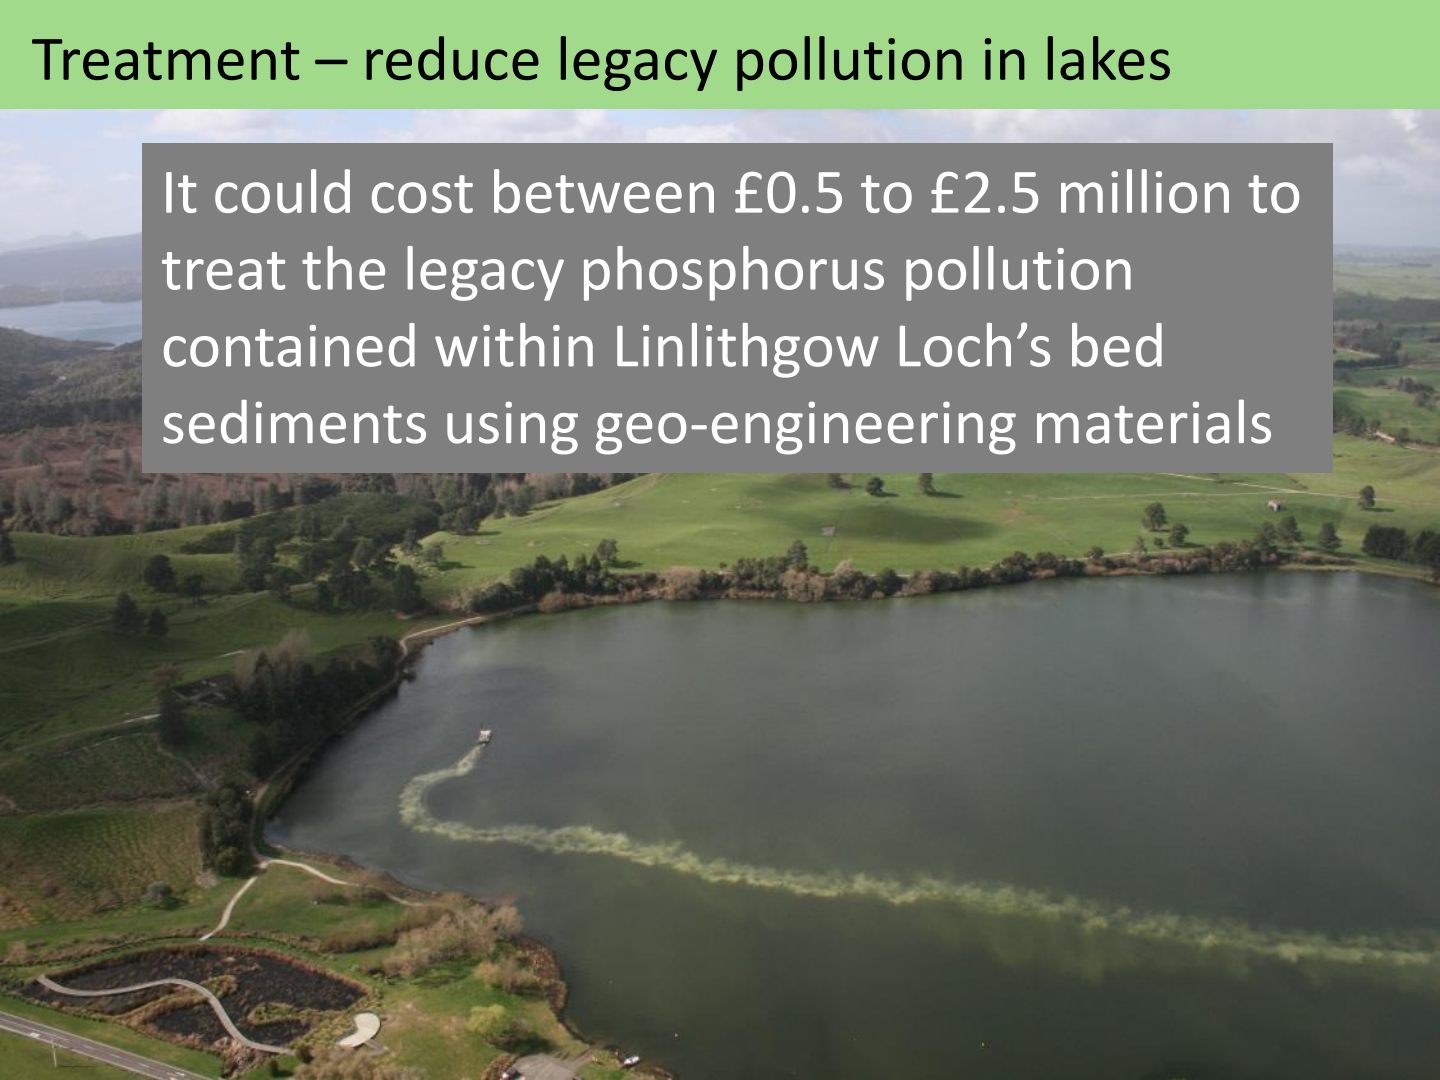 Treatment – reduce legacy pollution in lakes
It could cost between £0.5 to £2.5 million to
treat the legacy phosphorus pollution
contained within Linlithgow Loch’s bed
sediments using geo-engineering materials